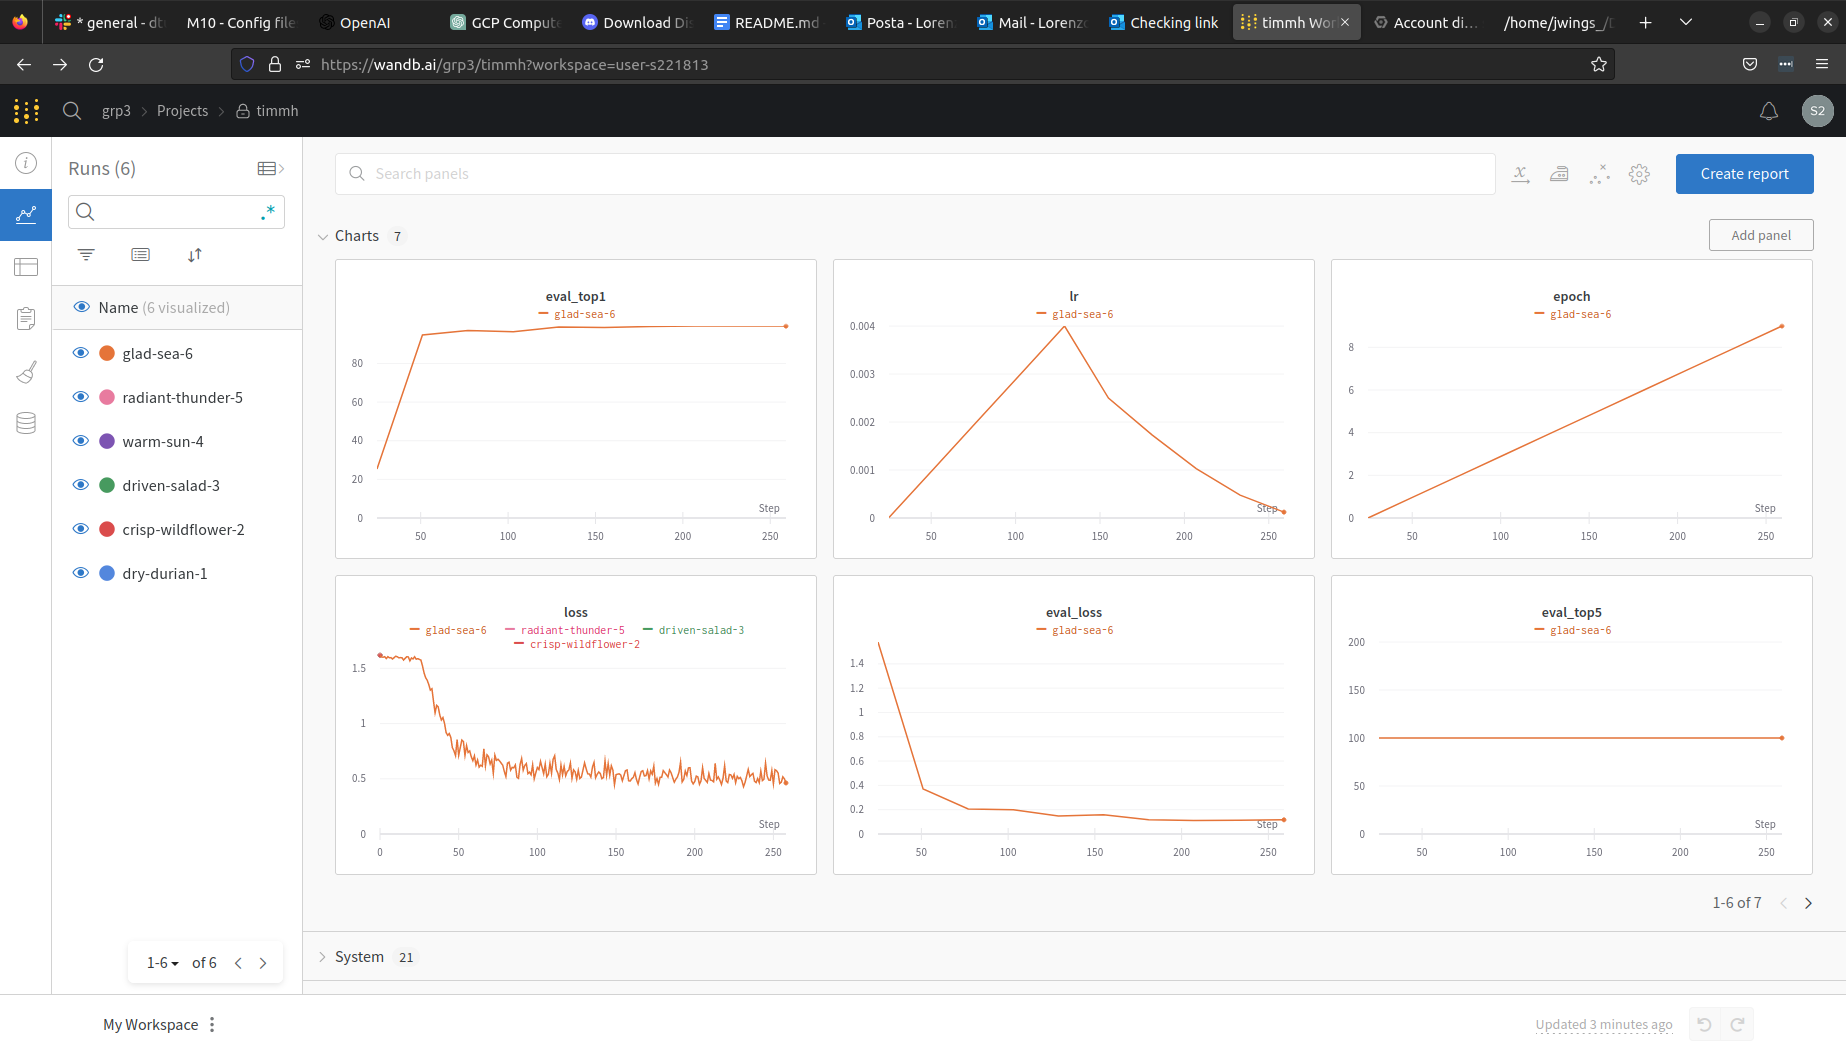 * general - dt
M10 - Config file
OpenAI
GCP Compute
Download Dis
README.md
Posta - Loren
Mail - Lorenzo
Checking link
timmh Wor
Account di...
/home/jwings_/
https://wandb.ai/grp3/timmh?workspace=user-s221813
grp3
Projects
timmh
S2
Runs (6)
.*
Name (6 visualized)
glad-sea-6
radiant-thunder-5
warm-sun-4
driven-salad-3
crisp-wildflower-2
dry-durian-1
1-6 of 6
Search panels
Create report
Charts 7
Add panel
eval_top1
glad-sea-6
80
60
40
20
0
Step
50 100 150 200 250
lr
glad-sea-6
0.004
0.003
0.002
0.001
0
Step
50 100 150 200 250
epoch
glad-sea-6
8
6
4
2
0
Step
50 100 150 200 250
loss
glad-sea-6 radiant-thunder-5 driven-salad-3
crisp-wildflower-2
1.5
1
0.5
0
Step
0 50 100 150 200 250
eval_loss
glad-sea-6
1.4
1.2
1
0.8
0.6
0.4
0.2
0
Step
50 100 150 200 250
eval_top5
glad-sea-6
200
150
100
50
0
Step
50 100 150 200 250
1-6 of 7
System 21
My Workspace
Updated 3 minutes ago